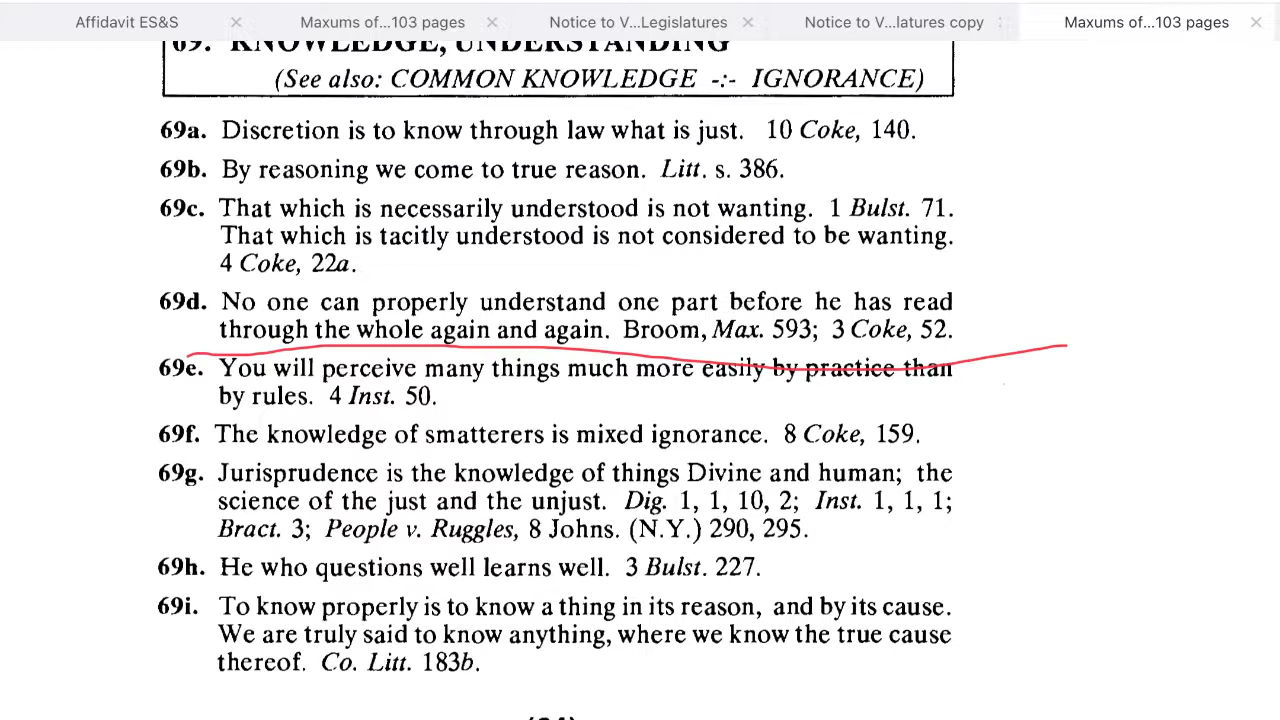 Affidavit ES&S × Maxums of...103 pages × Notice to V...Legislatures × Notice to V...latures copy Maxums of...103 pages ×
69. KNOWLEDGE, UNDERSTANDING
(See also: COMMON KNOWLEDGE -:- IGNORANCE)
69a. Discretion is to know through law what is just. 10 Coke, 140.
69b. By reasoning we come to true reason. Litt. s. 386.
69c. That which is necessarily understood is not wanting. 1 Bulst. 71.
That which is tacitly understood is not considered to be wanting.
4 Coke, 22a.
69d. No one can properly understand one part before he has read
through the whole again and again. Broom, Max. 593; 3 Coke, 52.
69e. You will perceive many things much more easily by practice than
by rules. 4 Inst. 50.
69f. The knowledge of smatterers is mixed ignorance. 8 Coke, 159.
69g. Jurisprudence is the knowledge of things Divine and human; the
science of the just and the unjust. Dig. 1, 1, 10, 2; Inst. 1, 1, 1;
Bract. 3; People v. Ruggles, 8 Johns. (N.Y.) 290, 295.
69h. He who questions well learns well. 3 Bulst. 227.
69i. To know properly is to know a thing in its reason, and by its cause.
We are truly said to know anything, where we know the true cause
thereof. Co. Litt. 183b.